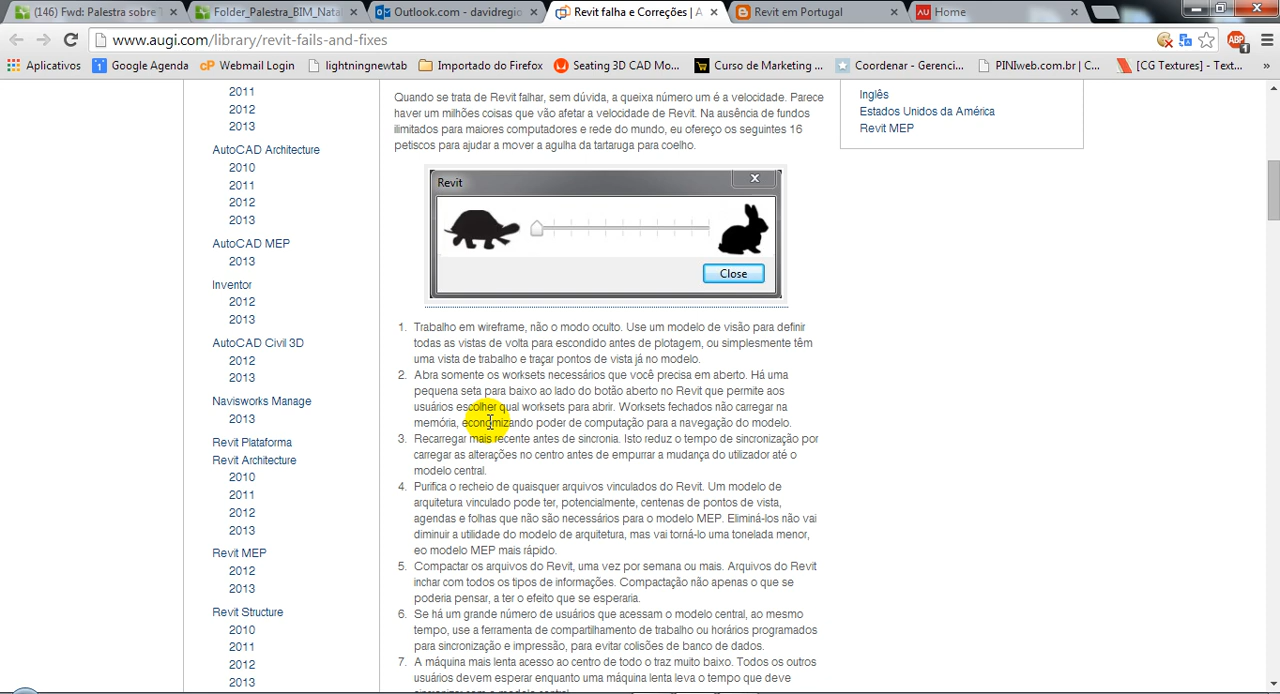 (146) Fwd: Palestra sobre
Folder_Palestra_BIM_Nata
Outlook.com - davidregio
Revit falha e Correções | A
Revit em Portugal
Home
www.augi.com/library/revit-fails-and-fixes
ABP
1
Aplicativos
Google Agenda
Webmail Login
lightningnewtab
Importado do Firefox
Seating 3D CAD Mo...
Curso de Marketing ...
Coordenar - Gerenci...
PINIweb.com.br | C...
[CG Textures] - Text...
»
2011
2012
2013
AutoCAD Architecture
2010
2011
2012
2013
AutoCAD MEP
2013
Inventor
2012
2013
AutoCAD Civil 3D
2012
2013
Navisworks Manage
2013
Revit Plataforma
Revit Architecture
2010
2011
2012
2013
Revit MEP
2012
2013
Revit Structure
2010
2011
2012
2013
Quando se trata de Revit falhar, sem dúvida, a queixa número um é a velocidade. Parece
haver um milhões coisas que vão afetar a velocidade de Revit. Na ausência de fundos
ilimitados para maiores computadores e rede do mundo, eu ofereço os seguintes 16
petiscos para ajudar a mover a agulha da tartaruga para coelho.
Revit
Close
1. Trabalho em wireframe, não o modo oculto. Use um modelo de visão para definir
todas as vistas de volta para escondido antes de plotagem, ou simplesmente têm
uma vista de trabalho e traçar pontos de vista já no modelo.
2. Abra somente os worksets necessários que você precisa em aberto. Há uma
pequena seta para baixo ao lado do botão aberto no Revit que permite aos
usuários escolher qual worksets para abrir. Worksets fechados não carregar na
memória, economizando poder de computação para a navegação do modelo.
3. Recarregar mais recente antes de sincronia. Isto reduz o tempo de sincronização por
carregar as alterações no centro antes de empurrar a mudança do utilizador até o
modelo central.
4. Purifica o recheio de quaisquer arquivos vinculados do Revit. Um modelo de
arquitetura vinculado pode ter, potencialmente, centenas de pontos de vista,
agendas e folhas que não são necessários para o modelo MEP. Eliminá-los não vai
diminuir a utilidade do modelo de arquitetura, mas vai torná-lo uma tonelada menor,
eo modelo MEP mais rápido.
5. Compactar os arquivos do Revit, uma vez por semana ou mais. Arquivos do Revit
inchar com todos os tipos de informações. Compactação não apenas o que se
poderia pensar, a ter o efeito que se esperaria.
6. Se há um grande número de usuários que acessam o modelo central, ao mesmo
tempo, use a ferramenta de compartilhamento de trabalho ou horários programados
para sincronização e impressão, para evitar colisões de banco de dados.
7. A máquina mais lenta acesso ao centro de todo o traz muito baixo. Todos os outros
usuários devem esperar enquanto uma máquina lenta leva o tempo que deve
Inglês
Estados Unidos da América
Revit MEP